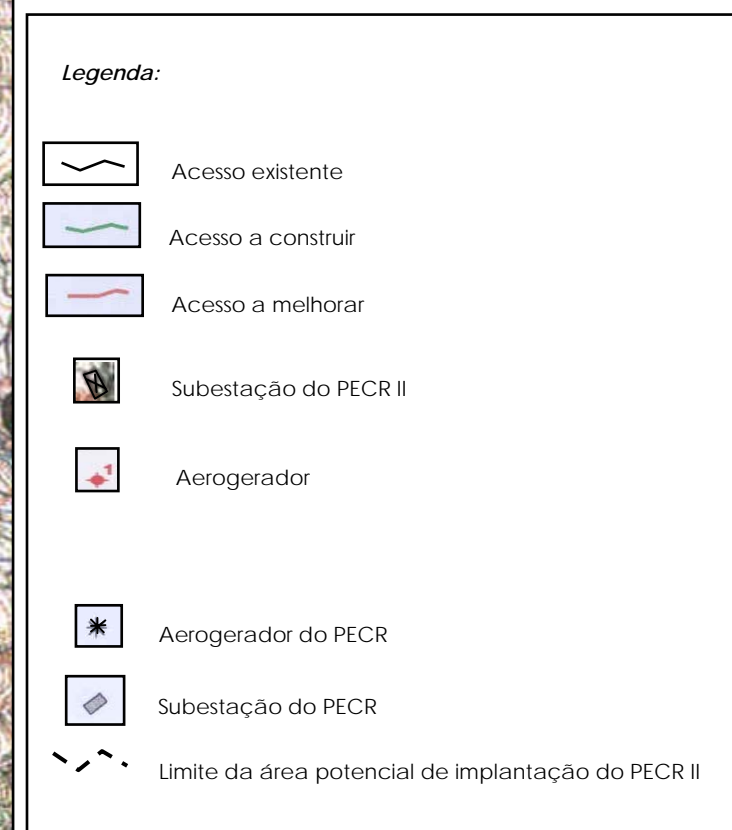 Legenda:
Acesso existente
Acesso a construir
Acesso a melhorar
Subestação do PECR II
1
Aerogerador
Aerogerador do PECR
Subestação do PECR
Limite da área potencial de implantação do PECR II